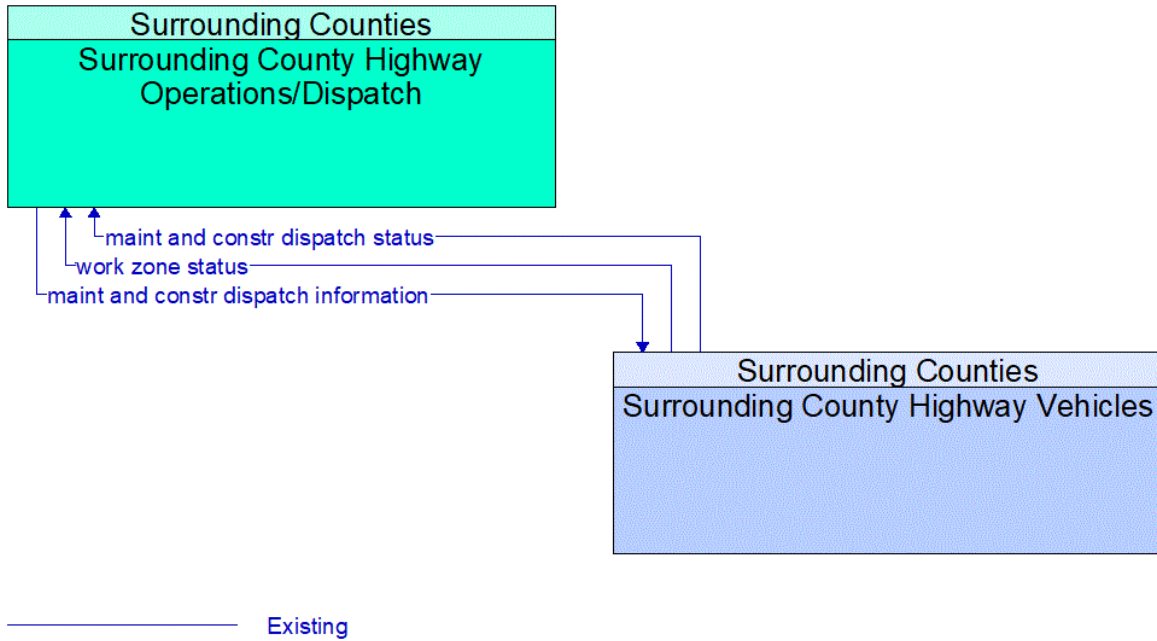 Surrounding Counties
Surrounding County Highway
Operations/Dispatch
maint and constr dispatch status
work zone status
maint and constr dispatch information
Surrounding Counties
Surrounding County Highway Vehicles
Existing